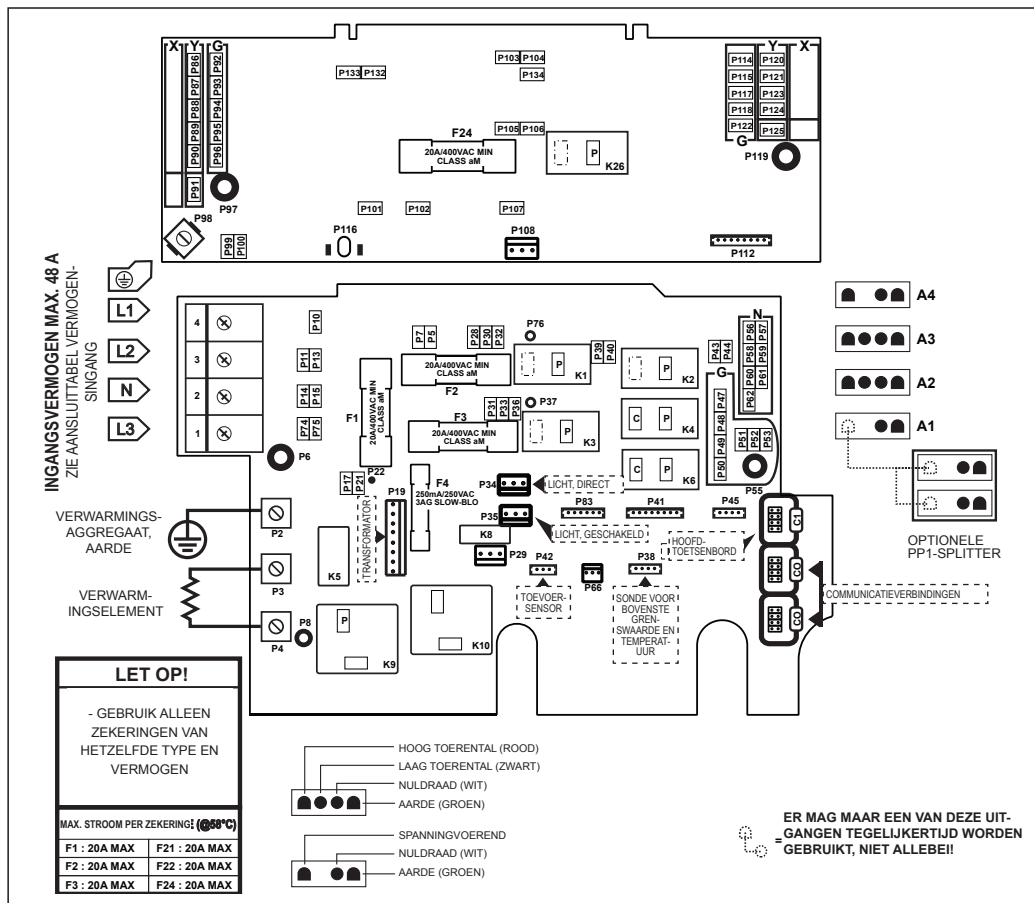 X Y G
P86
P87
P88
P89
P90
P91
P92
P93
P94
P95
P96
P97
P98
P99
P100
P133 P132
P103 P104
P134
F24
20A/400VAC MIN
CLASS aM
P105 P106
P
K26
P101
P102
P107
P116
P108
P112
Y X
P114 P120
P115 P121
P117 P123
P118 P124
P122 P125
G
P119
INGANGSVERMOGEN MAX. 48 A
ZIE AANSLUITTABEL VERMOGEN-
SINGANG
L1
L2
N
L3
4
3
2
1
P10
P11 P13
P14 P15
P74 P75
P6
P7 P5
P28 P30 P32
P76
20A/400VAC MIN
CLASS aM
F2
F1
20A/400VAC MIN
CLASS aM
F3
20A/400VAC MIN
CLASS aM
P31 P33 P36
P37
P
K1
P39 P40
P
K2
P
K3
C P
K4
C P
K6
P43 P44
N
P56 P57
P58 P59
P60 P61
P62
G
P47
P48
P49
P50
P51
P52
P53
P55
P17 P21
P22
P19
F4
250mA/250VAC
3AG SLOW-BLO
TRANSFORMATOR
P34
LICHT, DIRECT
P35
LICHT, GESCHAKELD
K8
P29
P83
P41
P45
P42
P66
P38
TOEVOER-
SENSOR
SONDE VOOR
BOVENSTE
GREN-
SWAARDE EN
TEMPERAT-
UUR
HOOFD-
TOETSENBORD
C1
CO
CO
COMMUNICATIEVERBINDINGEN
K5
P
K9
K10
VERWARMINGS-
AGGREGAAT,
AARDE
P2
VERWARM-
INGSELEMENT
P3
P4
P8
A4
A3
A2
A1
OPTIONELE
PP1-SPLITTER
LET OP!
- GEBRUIK ALLEEN
ZEKERINGEN VAN
HETZELFDE TYPE EN
VERMOGEN
MAX. STROOM PER ZEKERING: (@58°C)
F1 : 20A MAX F21 : 20A MAX
F2 : 20A MAX F22 : 20A MAX
F3 : 20A MAX F24 : 20A MAX
HOOG TOERENTAL (ROOD)
LAAG TOERENTAL (ZWART)
NULDRAAD (WIT)
AARDE (GROEN)
SPANNINGVOEREND
NULDRAAD (WIT)
AARDE (GROEN)
= ER MAG MAAR EEN VAN DEZE UIT-
GANGEN TEGELIJKERTIJD WORDEN
GEBRUIKT, NIET ALLEBEI!